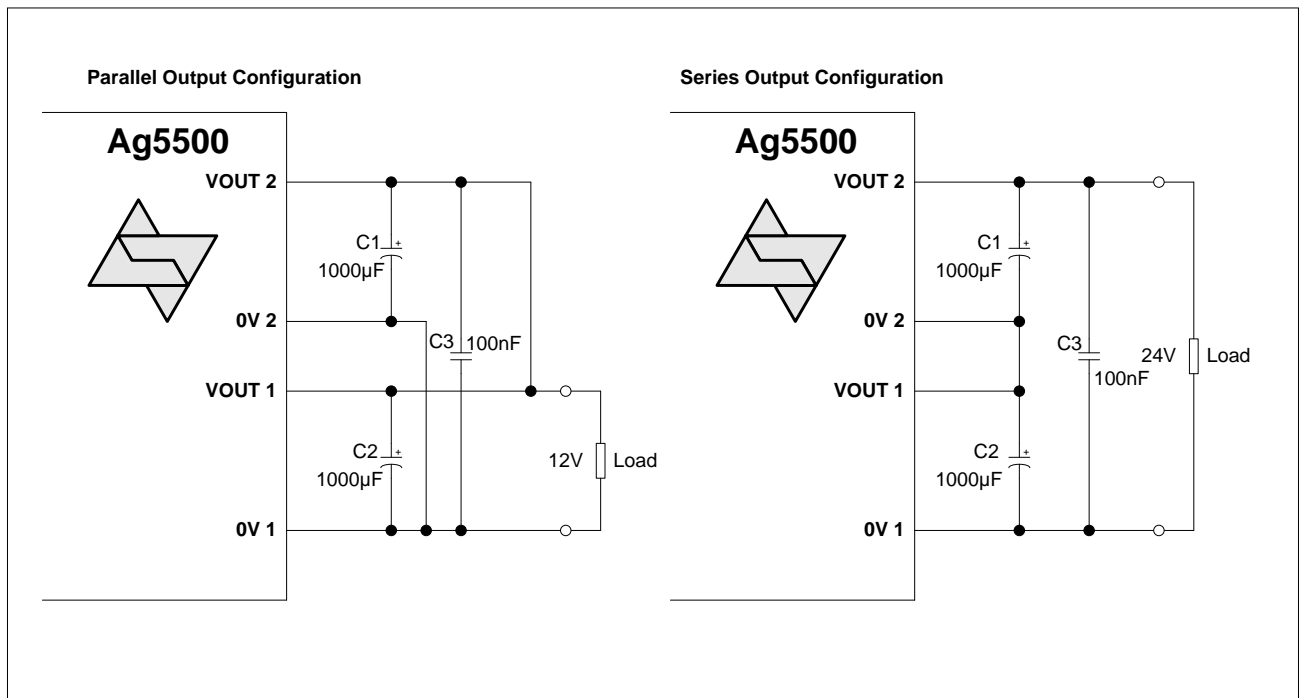 Parallel Output Configuration
Ag5500
VOUT 2
C1
+
1000µF
0V 2
C3 100nF
VOUT 1
C2
+
1000µF
12V Load
0V 1
Series Output Configuration
Ag5500
VOUT 2
C1
+
1000µF
0V 2
C3
100nF
24V Load
VOUT 1
C2
+
1000µF
0V 1